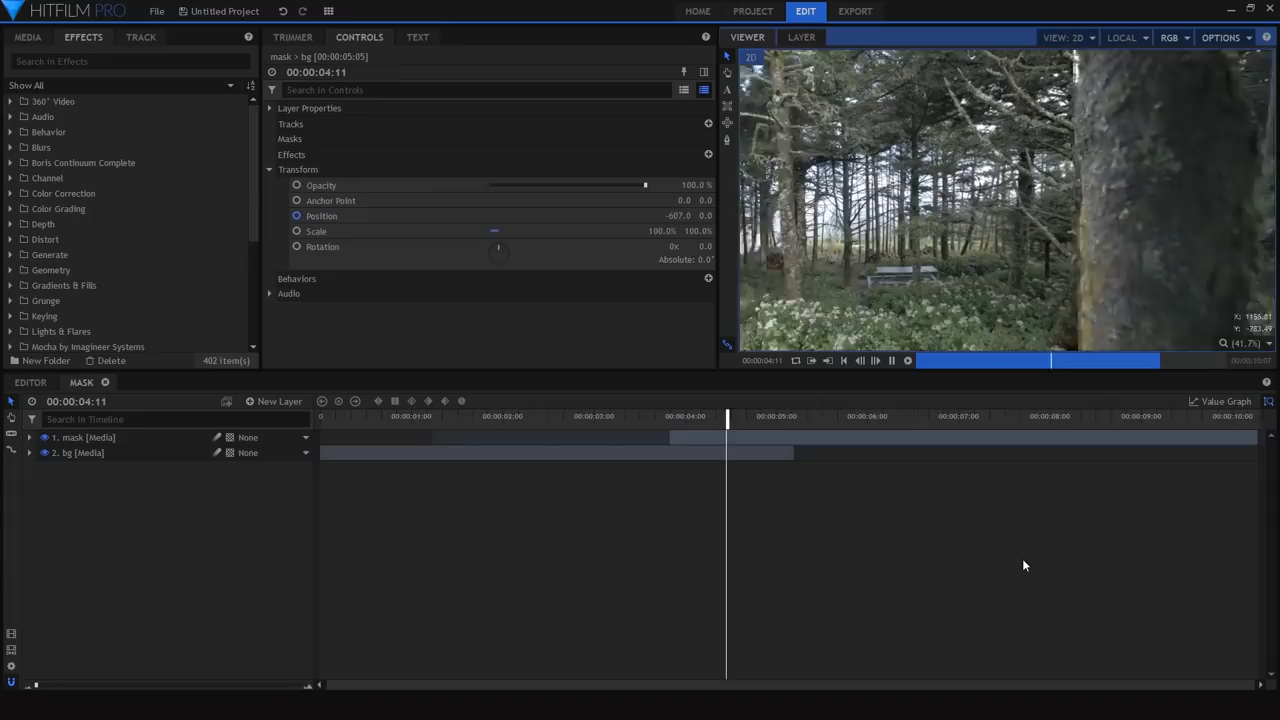 HITFILM PRO File Untitled Project HOME PROJECT EDIT EXPORT
MEDIA EFFECTS TRACK
Search in Effects
Show All
360° Video
Audio
Behavior
Blurs
Boris Continuum Complete
Channel
Color Correction
Color Grading
Depth
Distort
Generate
Geometry
Gradients & Fills
Grunge
Keying
Lights & Flares
Mocha by Imagineer Systems
New Folder Delete 402 item(s)
TRIMMER CONTROLS TEXT
mask > bg [00:00:05:05]
00:00:04:11
Search in Controls
Layer Properties
Tracks
Masks
Effects
Transform
Opacity 100.0 %
Anchor Point 0.0 0.0
Position -607.0 0.0
Scale 100.0% 100.0%
Rotation 0x 0.0
Absolute: 0.0°
Behaviors
Audio
VIEWER LAYER VIEW: 2D LOCAL RGB OPTIONS
2D
X: 1155.81
Y: -783.49
(41.7%)
00:00:04:11 00:00:10:07
EDITOR MASK
00:00:04:11 New Layer Value Graph
Search in Timeline
0 00:00:01:00 00:00:02:00 00:00:03:00 00:00:04:00 00:00:05:00 00:00:06:00 00:00:07:00 00:00:08:00 00:00:09:00 00:00:10:00
1. mask [Media] None
2. bg [Media] None